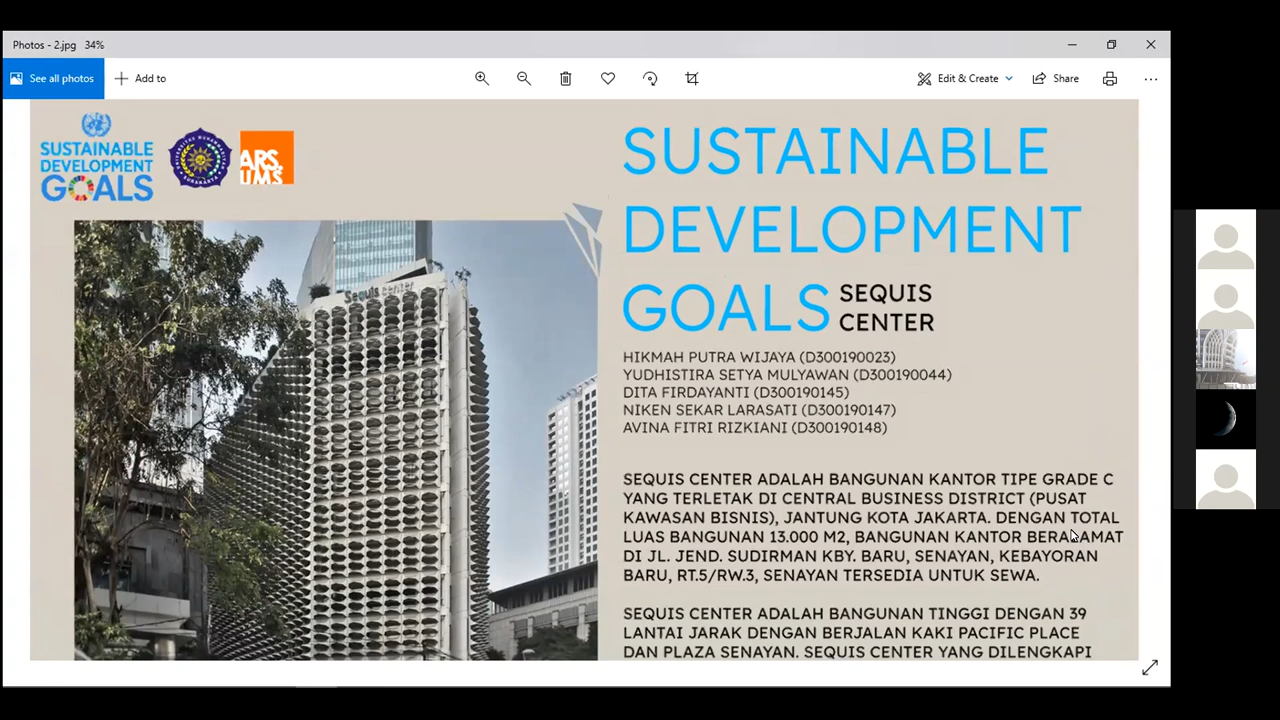 Photos - 2.jpg 34%
See all photos
Add to
Edit & Create
Share
SUSTAINABLE
DEVELOPMENT
GOALS
UNIVERSITAS MUHAMMADIYAH
SURAKARTA
ARS
UMS
SUSTAINABLE
DEVELOPMENT
GOALS
SEQUIS
CENTER
Sequis center
HIKMAH PUTRA WIJAYA (D300190023)
YUDHISTIRA SETYA MULYAWAN (D300190044)
DITA FIRDAYANTI (D300190145)
NIKEN SEKAR LARASATI (D300190147)
AVINA FITRI RIZKIANI (D300190148)
SEQUIS CENTER ADALAH BANGUNAN KANTOR TIPE GRADE C
YANG TERLETAK DI CENTRAL BUSINESS DISTRICT (PUSAT
KAWASAN BISNIS), JANTUNG KOTA JAKARTA. DENGAN TOTAL
LUAS BANGUNAN 13.000 M2, BANGUNAN KANTOR BERALAMAT
DI JL. JEND. SUDIRMAN KBY. BARU, SENAYAN, KEBAYORAN
BARU, RT.5/RW.3, SENAYAN TERSEDIA UNTUK SEWA.
SEQUIS CENTER ADALAH BANGUNAN TINGGI DENGAN 39
LANTAI JARAK DENGAN BERJALAN KAKI PACIFIC PLACE
DAN PLAZA SENAYAN. SEQUIS CENTER YANG DILENGKAPI